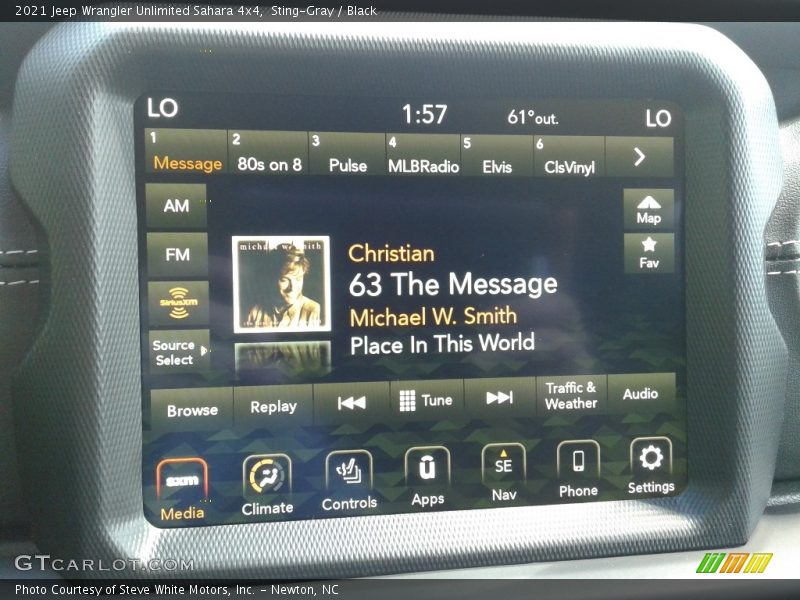 2021 Jeep Wrangler Unlimited Sahara 4x4, Sting-Gray / Black
LO 1:57 61°out. LO
1 Message 2 80s on 8 3 Pulse 4 MLBRadio 5 Elvis 6 ClsVinyl
AM
FM
SiriusXM
Source
Select
Map
Fav
michael w. smith
Christian
63 The Message
Michael W. Smith
Place In This World
Browse Replay Tune Traffic & Weather Audio
sxm SE
Media Climate Controls Apps Nav Phone Settings
GTCARLOT.COM
Photo Courtesy of Steve White Motors, Inc. - Newton, NC